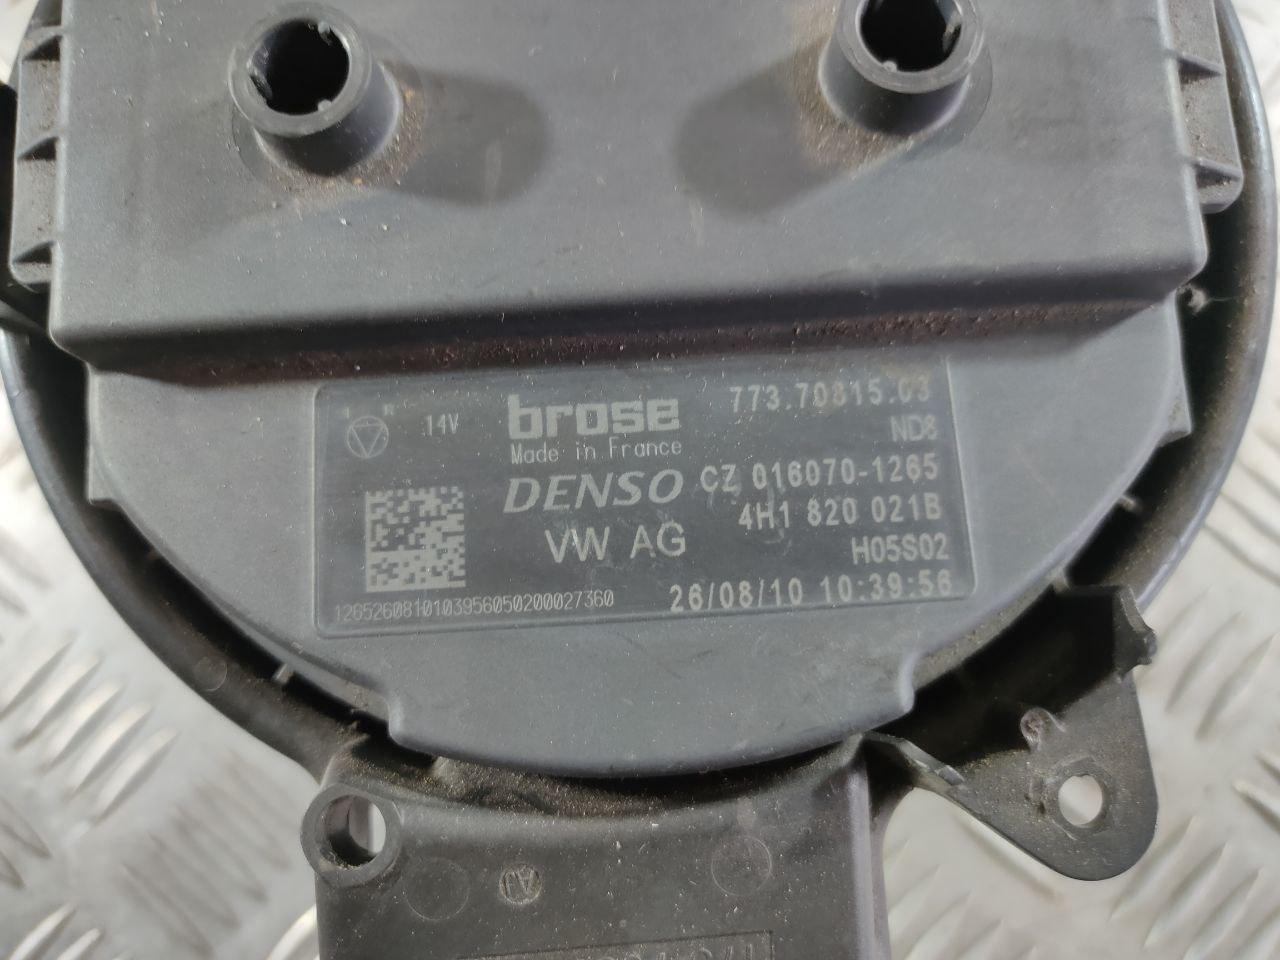 14V brose 773.70815.03
Made in France ND8
DENSO CZ 016070-1265
VW AG 4H1 820 021B
H05S02
1265260810103956050200027360 26/08/10 10:39:56